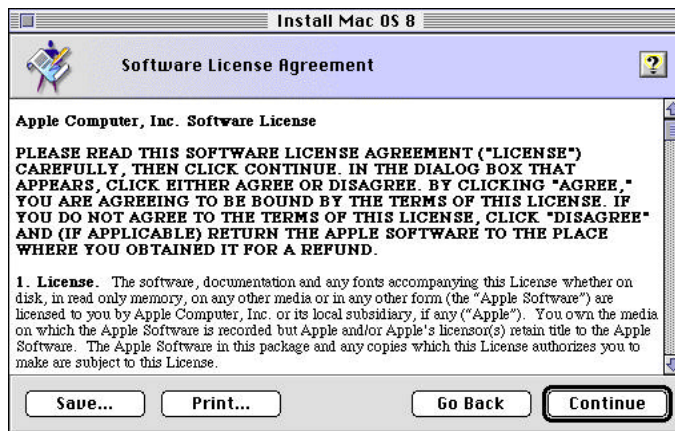 Install Mac OS 8
Software License Agreement
?
Apple Computer, Inc. Software License
PLEASE READ THIS SOFTWARE LICENSE AGREEMENT ("LICENSE")
CAREFULLY, THEN CLICK CONTINUE. IN THE DIALOG BOX THAT
APPEARS, CLICK EITHER AGREE OR DISAGREE. BY CLICKING "AGREE,"
YOU ARE AGREEING TO BE BOUND BY THE TERMS OF THIS LICENSE. IF
YOU DO NOT AGREE TO THE TERMS OF THIS LICENSE, CLICK "DISAGREE"
AND (IF APPLICABLE) RETURN THE APPLE SOFTWARE TO THE PLACE
WHERE YOU OBTAINED IT FOR A REFUND.
1. License. The software, documentation and any fonts accompanying this License whether on
disk, in read only memory, on any other media or in any other form (the “Apple Software”) are
licensed to you by Apple Computer, Inc. or its local subsidiary, if any (“Apple”). You own the media
on which the Apple Software is recorded but Apple and/or Apple's licensor(s) retain title to the Apple
Software. The Apple Software in this package and any copies which this License authorizes you to
make are subject to this License.
Save... Print... Go Back Continue